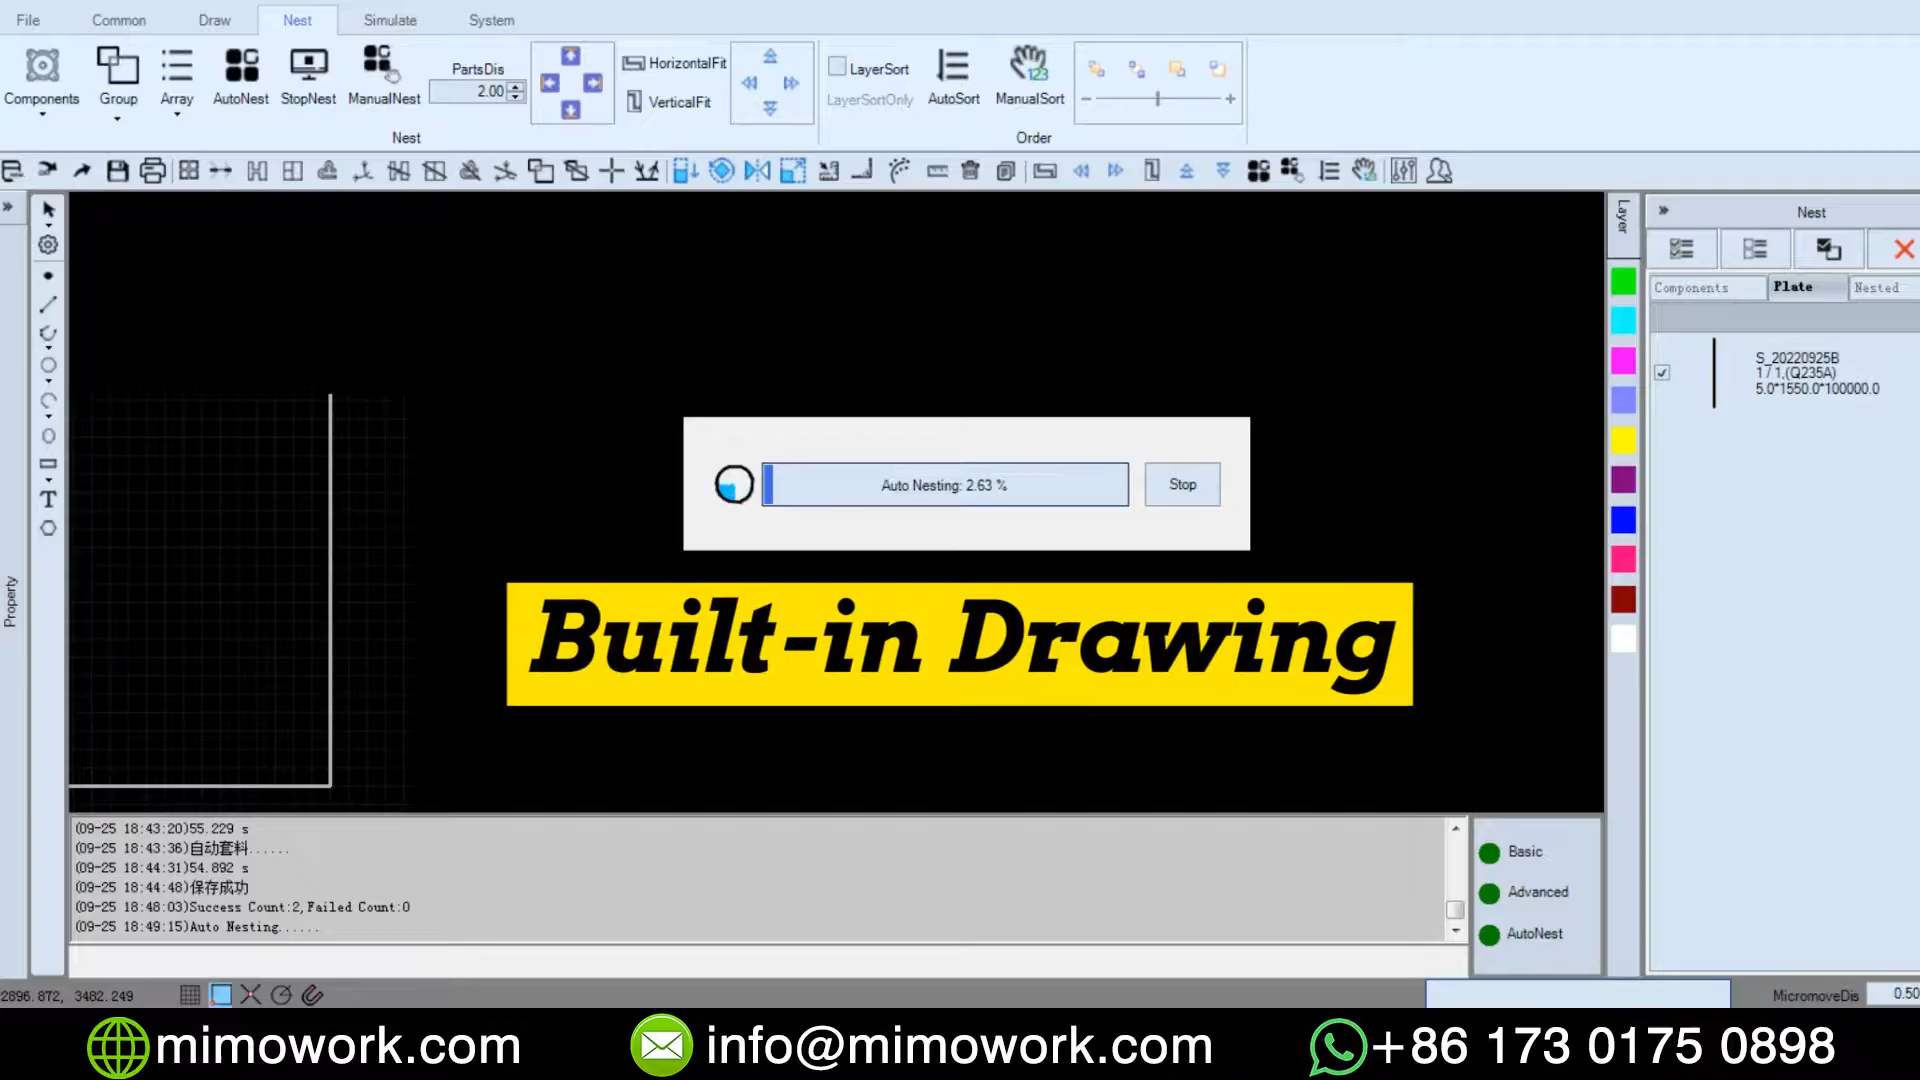 File Common Draw Nest Simulate System
Components Group Array AutoNest StopNest ManualNest
PartsDis
2.00
HorizontalFit
VerticalFit
Nest
LayerSort
LayerSortOnly
AutoSort
ManualSort
123
Order
Layer
Property
T
Nest
Components Plate Nested
S_20220925B
1 / 1,(Q235A)
5.0*1550.0*100000.0
Auto Nesting: 2.63 %
Stop
Built-in Drawing
(09-25 18:43:20)55.229 s
(09-25 18:43:36)自动套料......
(09-25 18:44:31)54.892 s
(09-25 18:44:48)保存成功
(09-25 18:48:03)Success Count:2,Failed Count:0
(09-25 18:49:15)Auto Nesting......
Basic
Advanced
AutoNest
2896.872, 3482.249
MicromoveDis 0.50
mimowork.com
info@mimowork.com
+86 173 0175 0898